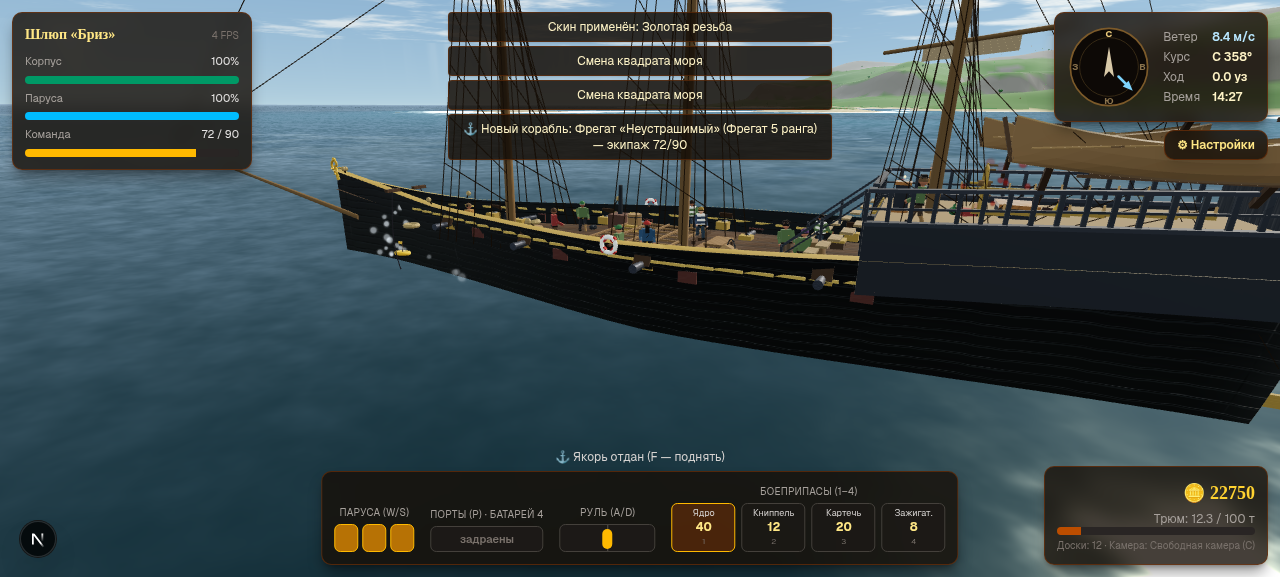 Шлюп «Бриз»
4 FPS
Корпус
100%
Паруса
100%
Команда
72 / 90
Скин применён: Золотая резьба
Смена квадрата моря
Смена квадрата моря
⚓ Новый корабль: Фрегат «Неустрашимый» (Фрегат 5 ранга)
— экипаж 72/90
С
З
В
Ю
Ветер
8.4 м/с
Курс
С 358°
Ход
0.0 уз
Время
14:27
⚙ Настройки
⚓ Якорь отдан (F — поднять)
ПАРУСА (W/S)
ПОРТЫ (P) · БАТАРЕЙ 4
задраены
РУЛЬ (A/D)
БОЕПРИПАСЫ (1–4)
Ядро
40
1
Книппель
12
2
Картечь
20
3
Зажигат.
8
4
🪙 22750
Трюм: 12.3 / 100 т
Доски: 12 · Камера: Свободная камера (C)
N